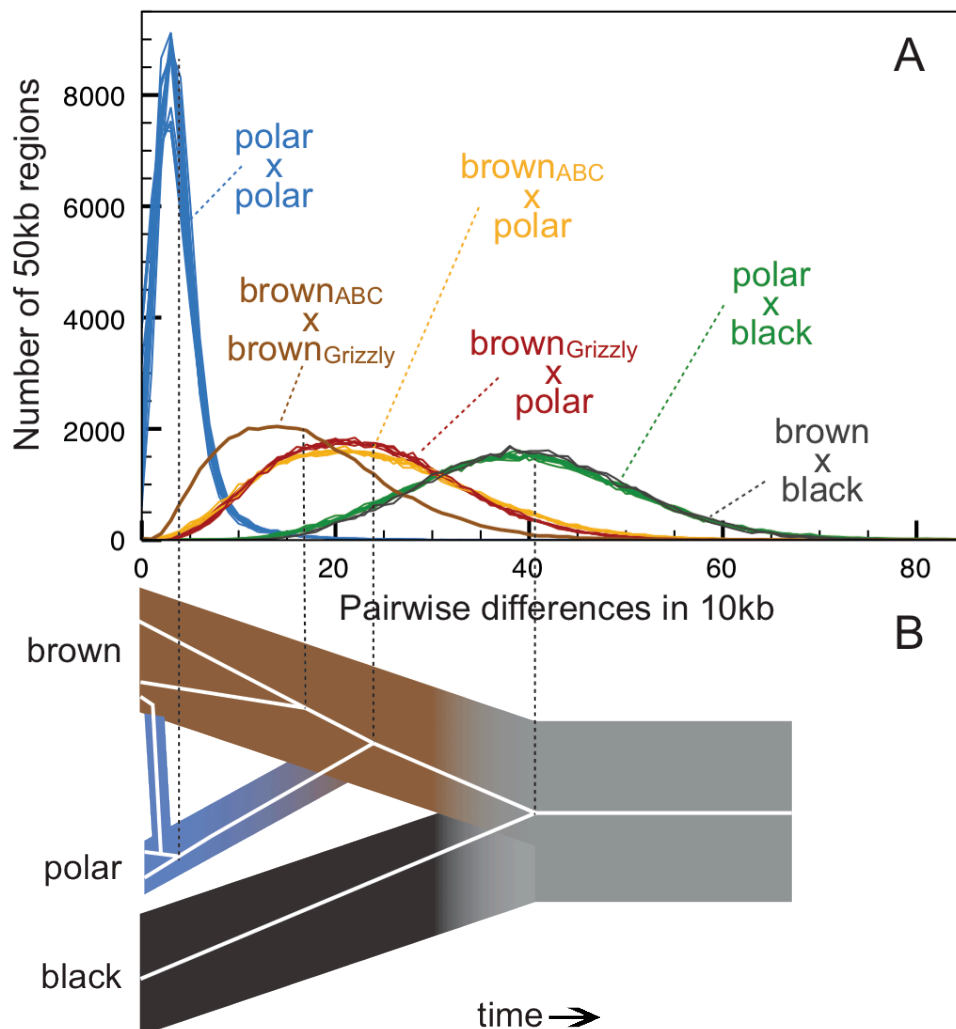 A
Number of 50kb regions
8000
6000
4000
2000
0
polar
x
polar
brownABC
x
polar
brownABC
x
brownGrizzly
brownGrizzly
x
polar
polar
x
black
brown
x
black
0
20
40
60
80
Pairwise differences in 10kb
B
brown
polar
black
time